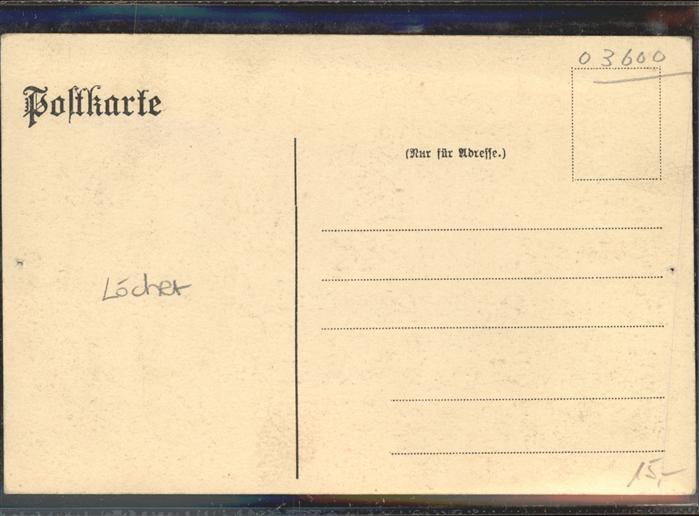 03600
Postkarte
(Nur für Adresse.)
Löcher
15,-